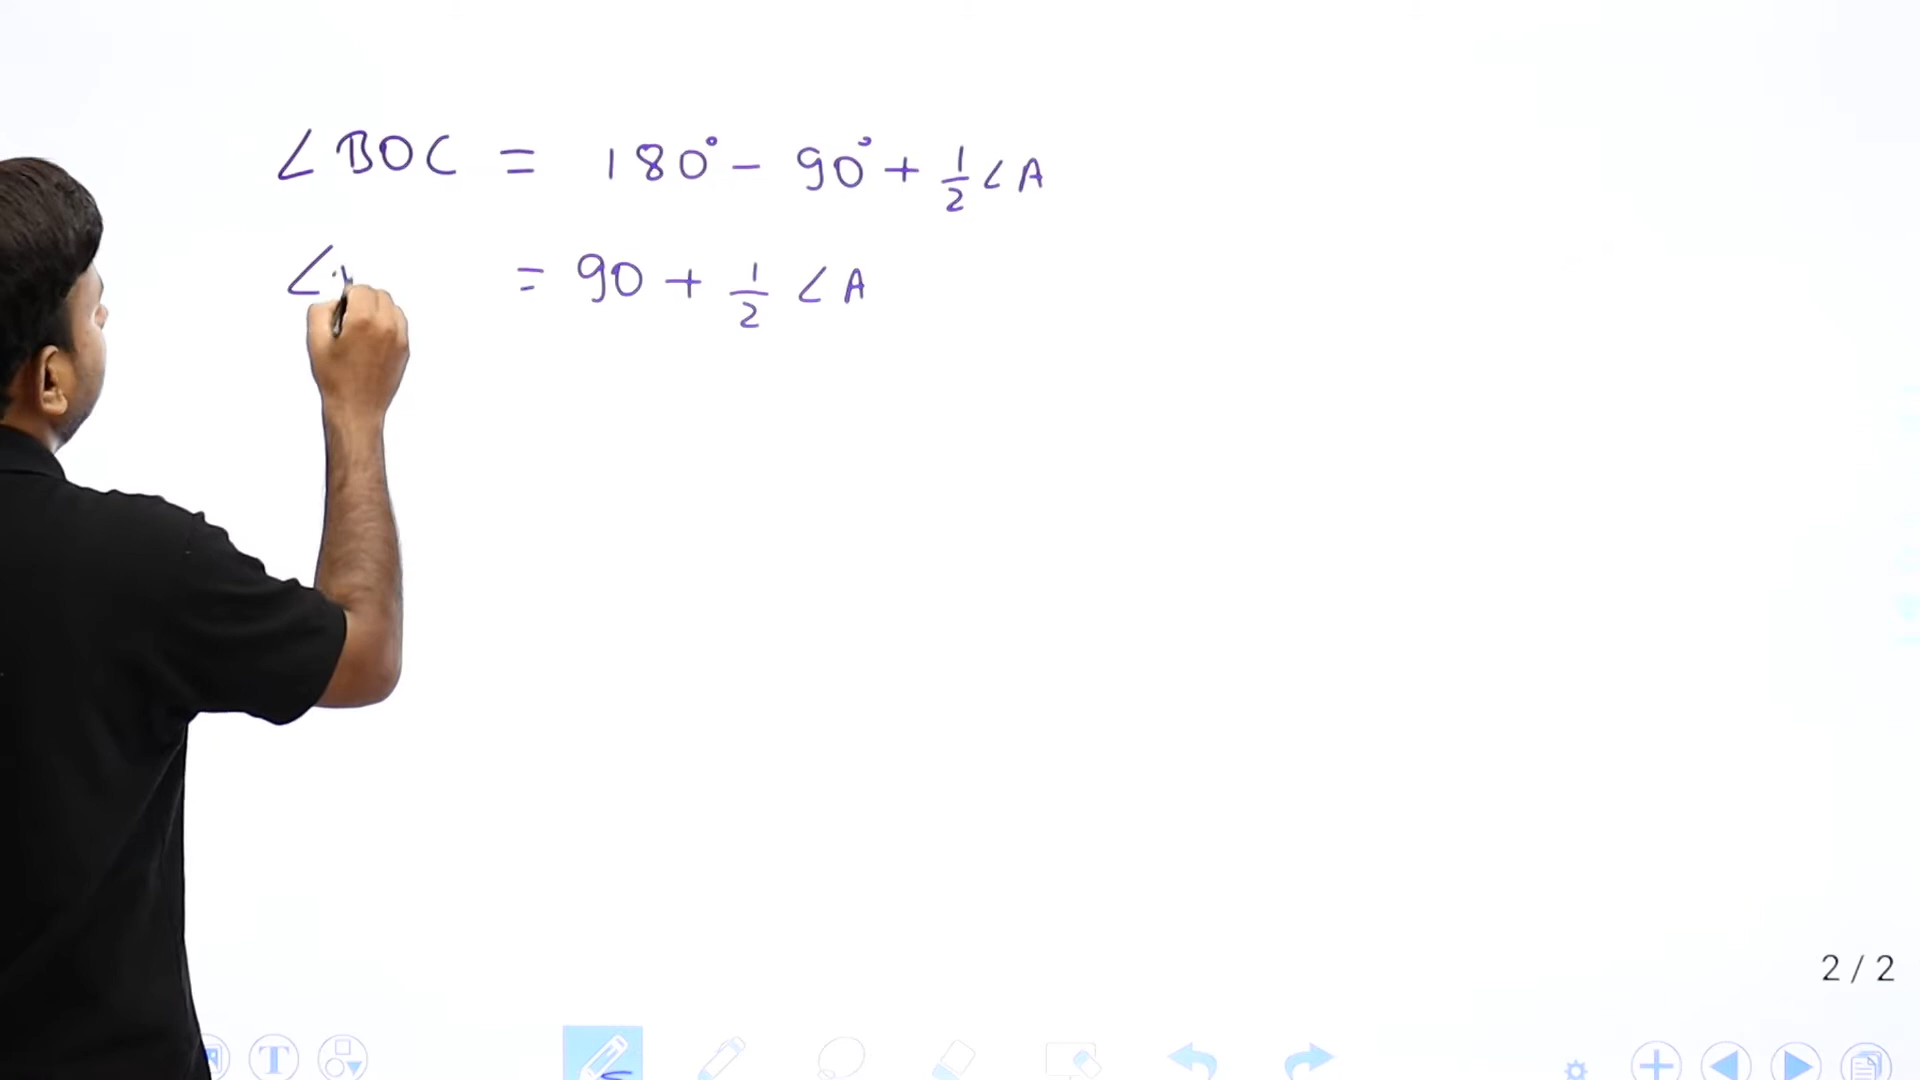 ∠BOC = 180° - 90° + 1/2 ∠A
∠ = 90 + 1/2 ∠A
2 / 2
T